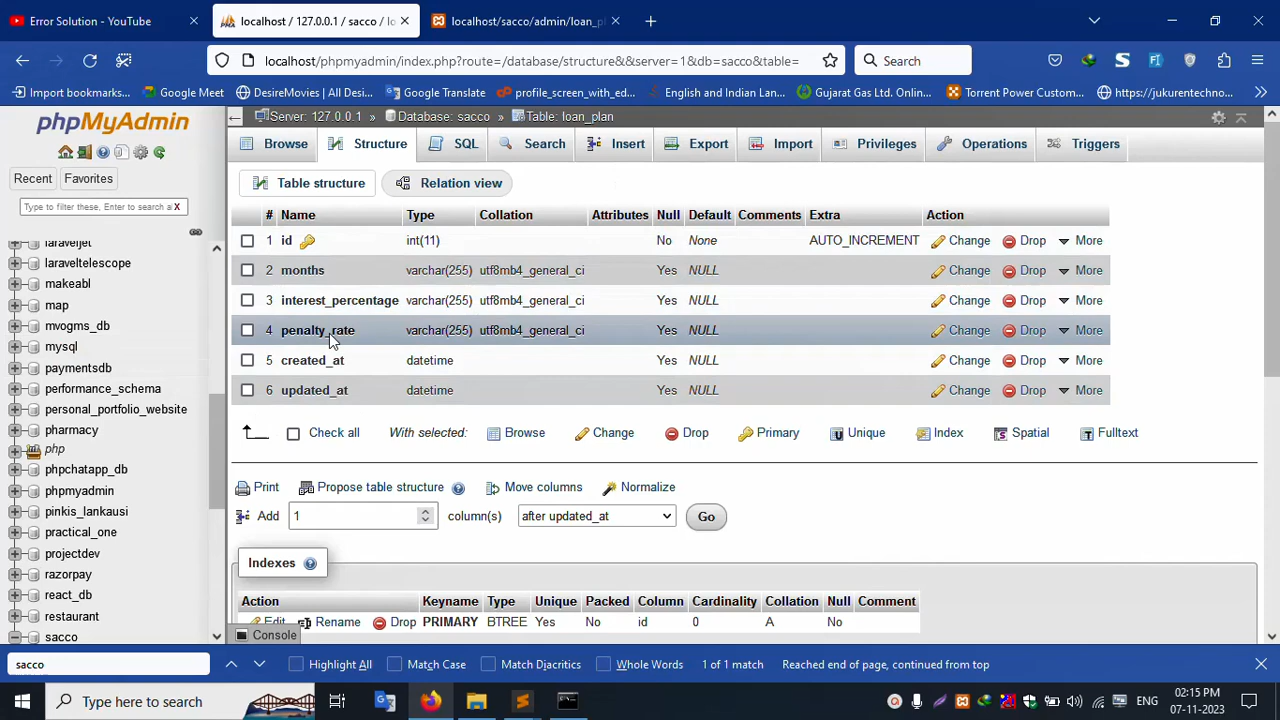 Error Solution - YouTube
localhost / 127.0.0.1 / sacco / lo
localhost/sacco/admin/loan_pl
localhost/phpmyadmin/index.php?route=/database/structure&&server=1&db=sacco&table=
Search
Import bookmarks...
Google Meet
DesireMovies | All Desi...
Google Translate
profile_screen_with_ed...
English and Indian Lan...
Gujarat Gas Ltd. Onlin...
Torrent Power Custom...
https://jukurentechno...
phpMyAdmin
Recent
Favorites
Type to filter these, Enter to search al
X
laraveljet
laraveltelescope
makeabl
map
mvogms_db
mysql
paymentsdb
performance_schema
personal_portfolio_website
pharmacy
php
phpchatapp_db
phpmyadmin
pinkis_lankausi
practical_one
projectdev
razorpay
react_db
restaurant
sacco
Server: 127.0.0.1 » Database: sacco » Table: loan_plan
Browse
Structure
SQL
Search
Insert
Export
Import
Privileges
Operations
Triggers
Table structure
Relation view
# Name Type Collation Attributes Null Default Comments Extra Action
1 id int(11) No None AUTO_INCREMENT Change Drop More
2 months varchar(255) utf8mb4_general_ci Yes NULL Change Drop More
3 interest_percentage varchar(255) utf8mb4_general_ci Yes NULL Change Drop More
4 penalty_rate varchar(255) utf8mb4_general_ci Yes NULL Change Drop More
5 created_at datetime Yes NULL Change Drop More
6 updated_at datetime Yes NULL Change Drop More
Check all With selected: Browse Change Drop Primary Unique Index Spatial Fulltext
Print Propose table structure Move columns Normalize
Add 1 column(s) after updated_at Go
Indexes
Action Keyname Type Unique Packed Column Cardinality Collation Null Comment
Edit Rename Drop PRIMARY BTREE Yes No id 0 A No
Console
sacco
Highlight All
Match Case
Match Diacritics
Whole Words
1 of 1 match
Reached end of page, continued from top
Type here to search
ENG
02:15 PM
07-11-2023